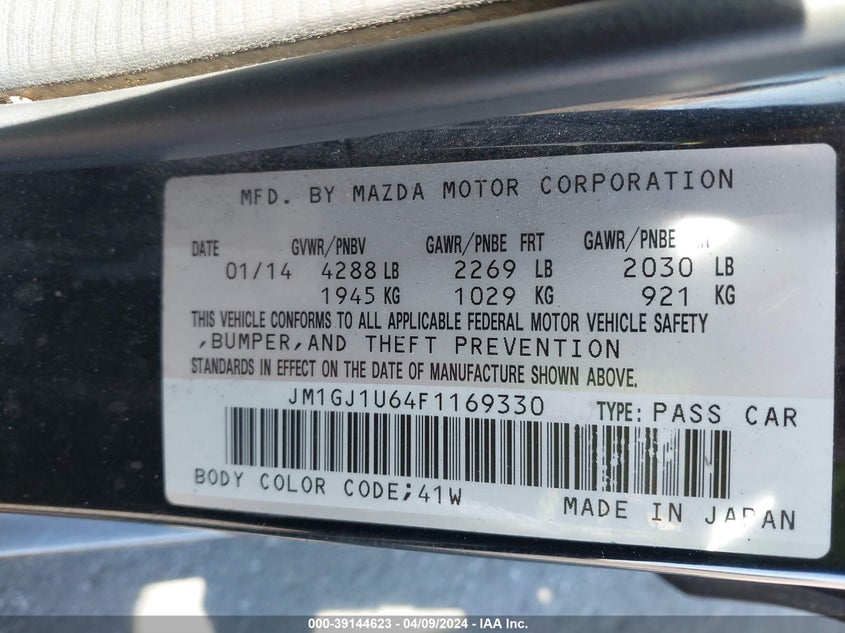 MFD. BY MAZDA MOTOR CORPORATION
DATE GVWR/PNBV GAWR/PNBE FRT GAWR/PNBE
01/14 4288 LB 2269 LB 2030 LB
1945 KG 1029 KG 921 KG
THIS VEHICLE CONFORMS TO ALL APPLICABLE FEDERAL MOTOR VEHICLE SAFETY
,BUMPER,AND THEFT PREVENTION
STANDARDS IN EFFECT ON THE DATE OF MANUFACTURE SHOWN ABOVE.
JM1GJ1U64F1169330 TYPE: PASS CAR
BODY COLOR CODE;41W
MADE IN JAPAN
000-39144623 - 04/09/2024 - IAA Inc.